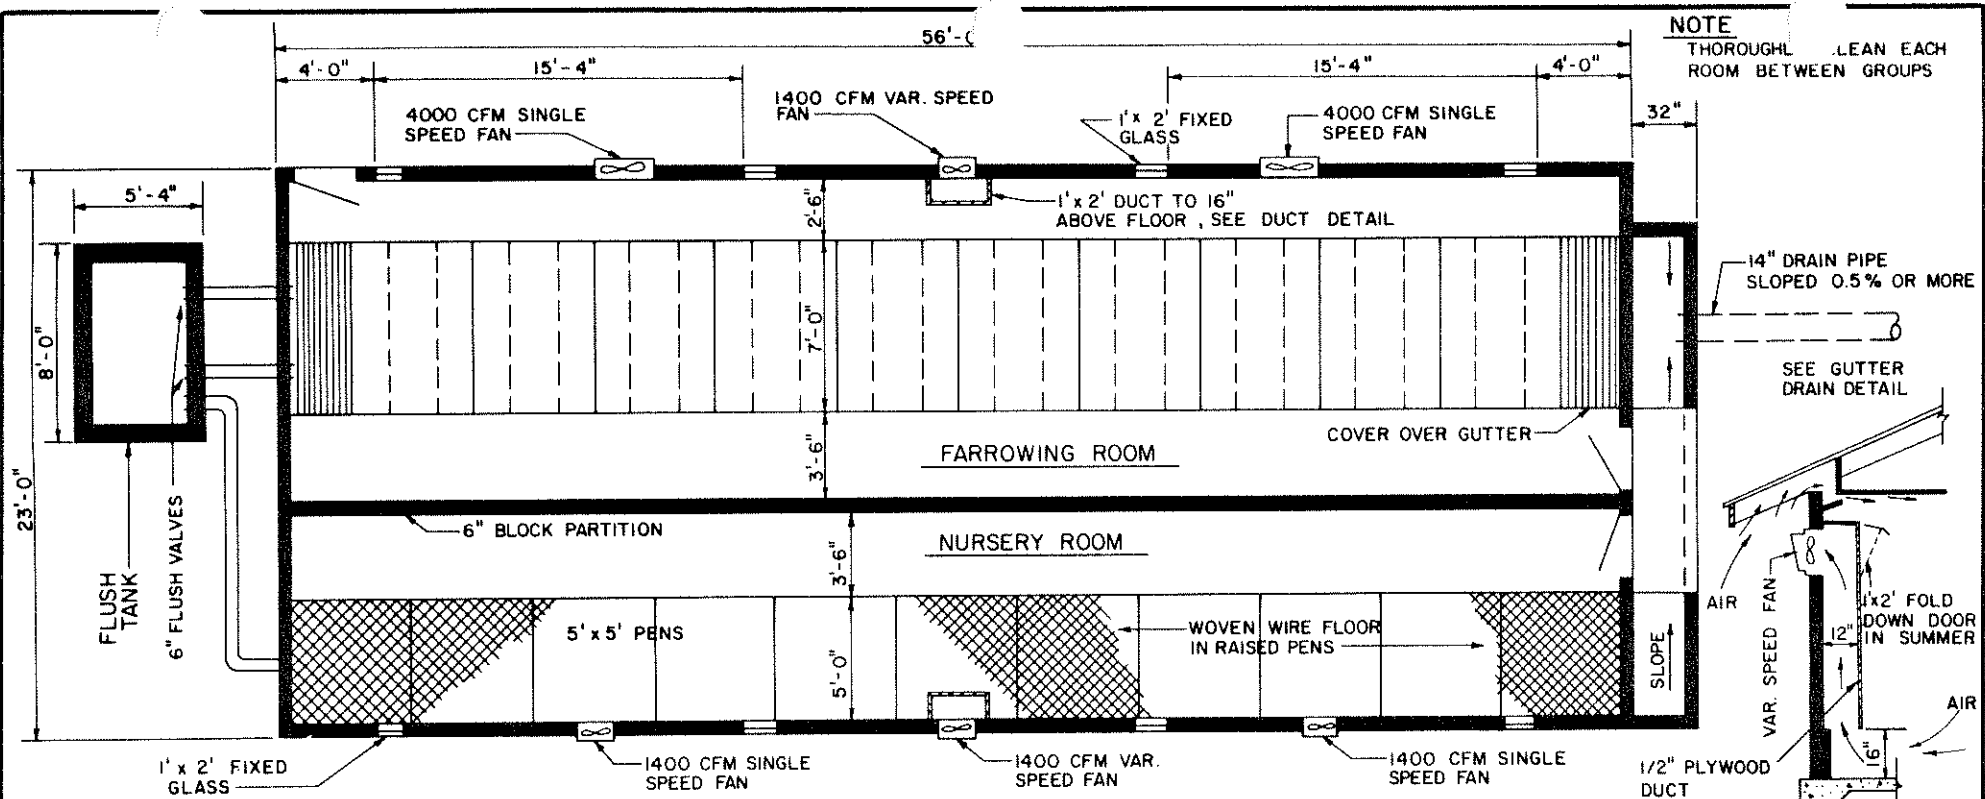 56'-0
NOTE
THOROUGHL LEAN EACH
ROOM BETWEEN GROUPS
4'-0"
15'-4"
15'-4"
4'-0"
32"
4000 CFM SINGLE
SPEED FAN
1400 CFM VAR. SPEED
FAN
1' x 2' FIXED
GLASS
4000 CFM SINGLE
SPEED FAN
5'-4"
2'-6"
1' x 2' DUCT TO 16"
ABOVE FLOOR , SEE DUCT DETAIL
14" DRAIN PIPE
SLOPED 0.5% OR MORE
8'-0"
7'-0"
SEE GUTTER
DRAIN DETAIL
COVER OVER GUTTER
FARROWING ROOM
3'-6"
23'-0"
6" BLOCK PARTITION
NURSERY ROOM
3'-6"
FLUSH
TANK
6" FLUSH VALVES
5' x 5' PENS
WOVEN WIRE FLOOR
IN RAISED PENS
5'-0"
SLOPE
AIR
VAR. SPEED FAN
12"
1'x2' FOLD
DOWN DOOR
IN SUMMER
AIR
16"
1' x 2' FIXED
GLASS
1400 CFM SINGLE
SPEED FAN
1400 CFM VAR.
SPEED FAN
1400 CFM SINGLE
SPEED FAN
1/2" PLYWOOD
DUCT